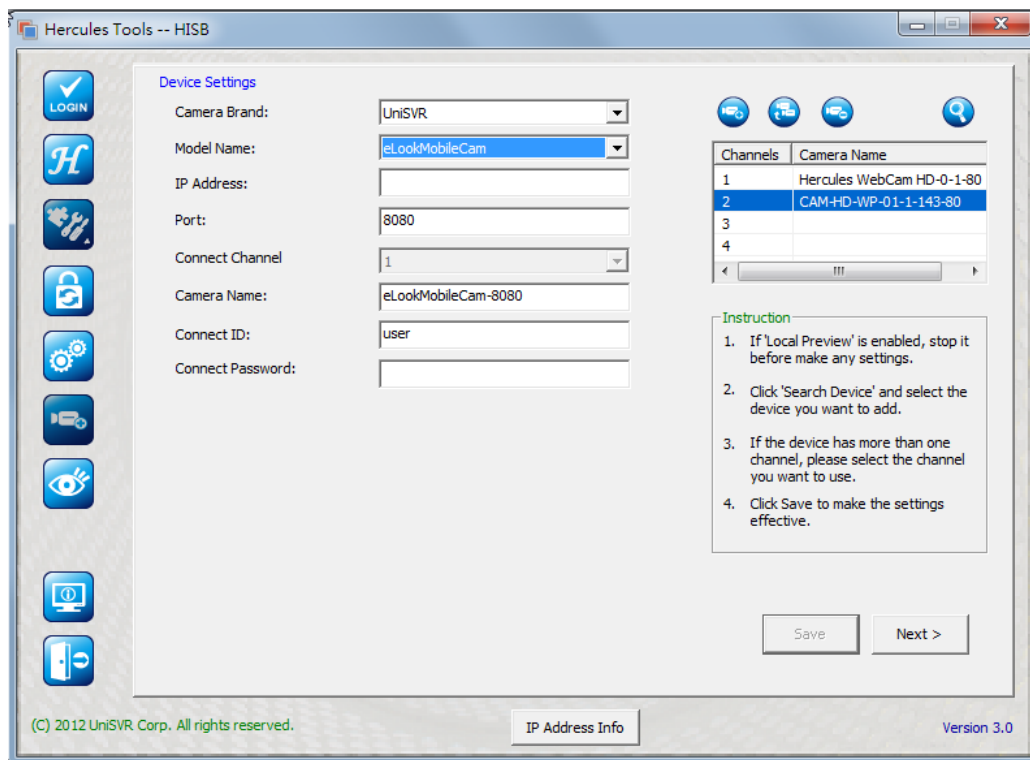 Hercules Tools -- HISB
LOGIN
H
Device Settings
Camera Brand:
UniSVR
Model Name:
eLookMobileCam
IP Address:
Port:
8080
Connect Channel
1
Camera Name:
eLookMobileCam-8080
Connect ID:
user
Connect Password:
Channels Camera Name
1 Hercules WebCam HD-0-1-80
2 CAM-HD-WP-01-1-143-80
3
4
Instruction
1. If 'Local Preview' is enabled, stop it
before make any settings.
2. Click 'Search Device' and select the
device you want to add.
3. If the device has more than one
channel, please select the channel
you want to use.
4. Click Save to make the settings
effective.
Save
Next >
(C) 2012 UniSVR Corp. All rights reserved.
IP Address Info
Version 3.0